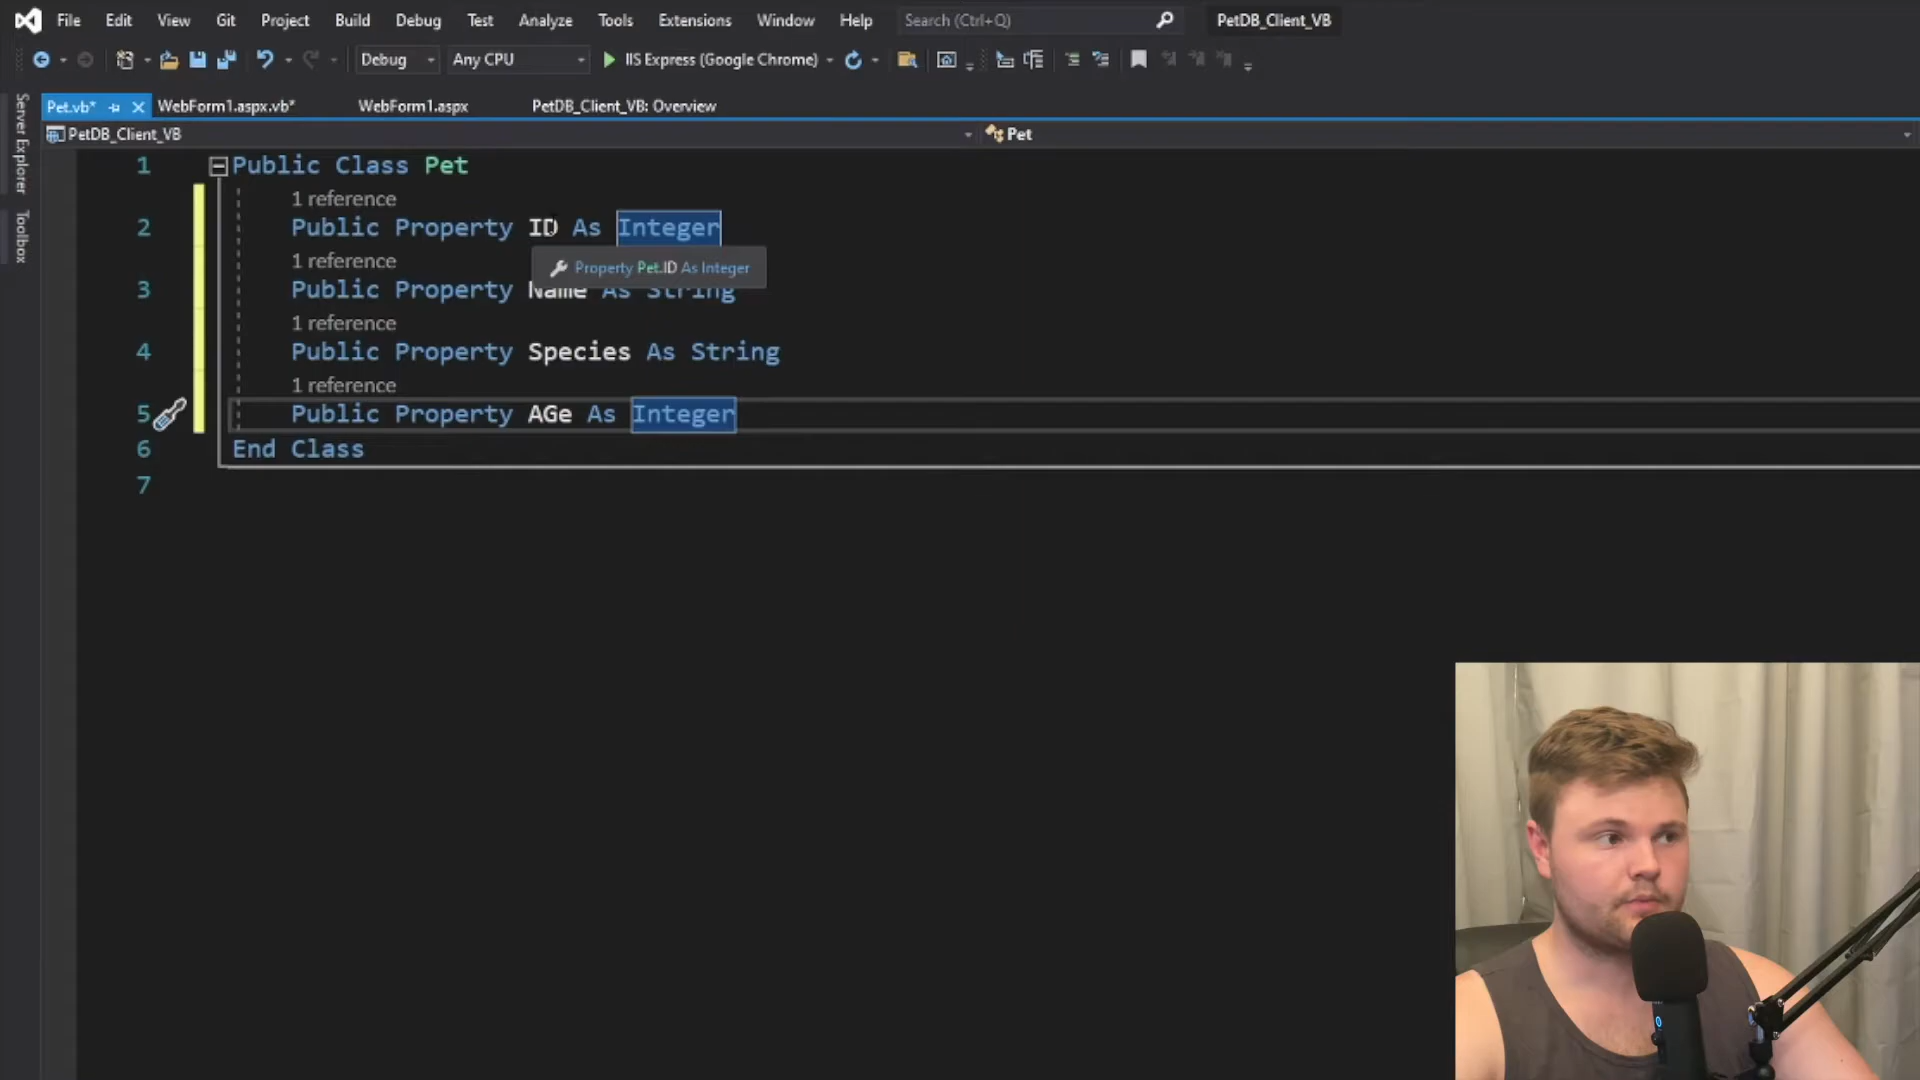 File Edit View Git Project Build Debug Test Analyze Tools Extensions Window Help Search (Ctrl+Q) PetDB_Client_VB
Debug Any CPU IIS Express (Google Chrome)
Pet.vb* WebForm1.aspx.vb* WebForm1.aspx PetDB_Client_VB: Overview
PetDB_Client_VB Pet
Server Explorer
Toolbox
1 Public Class Pet
1 reference
2 Public Property ID As Integer
1 reference
Property Pet.ID As Integer
3 Public Property Name As String
1 reference
4 Public Property Species As String
1 reference
5 Public Property AGe As Integer
6 End Class
7